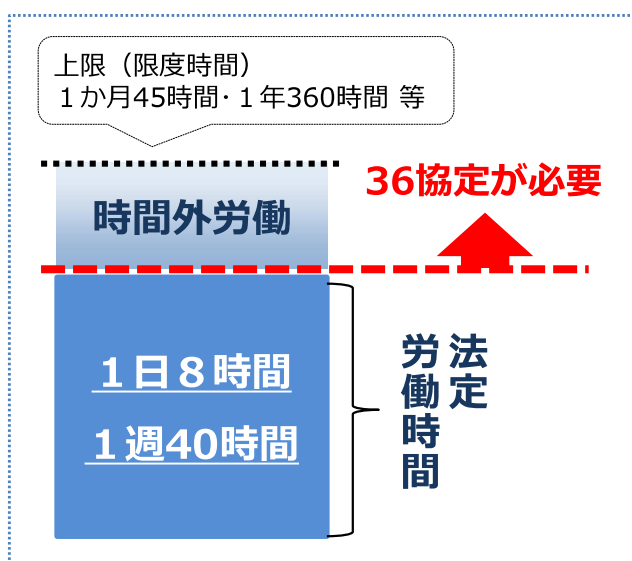 上限（限度時間）
１か月45時間･１年360時間 等
36協定が必要
時間外労働
１日８時間
１週40時間
法定
労働時間